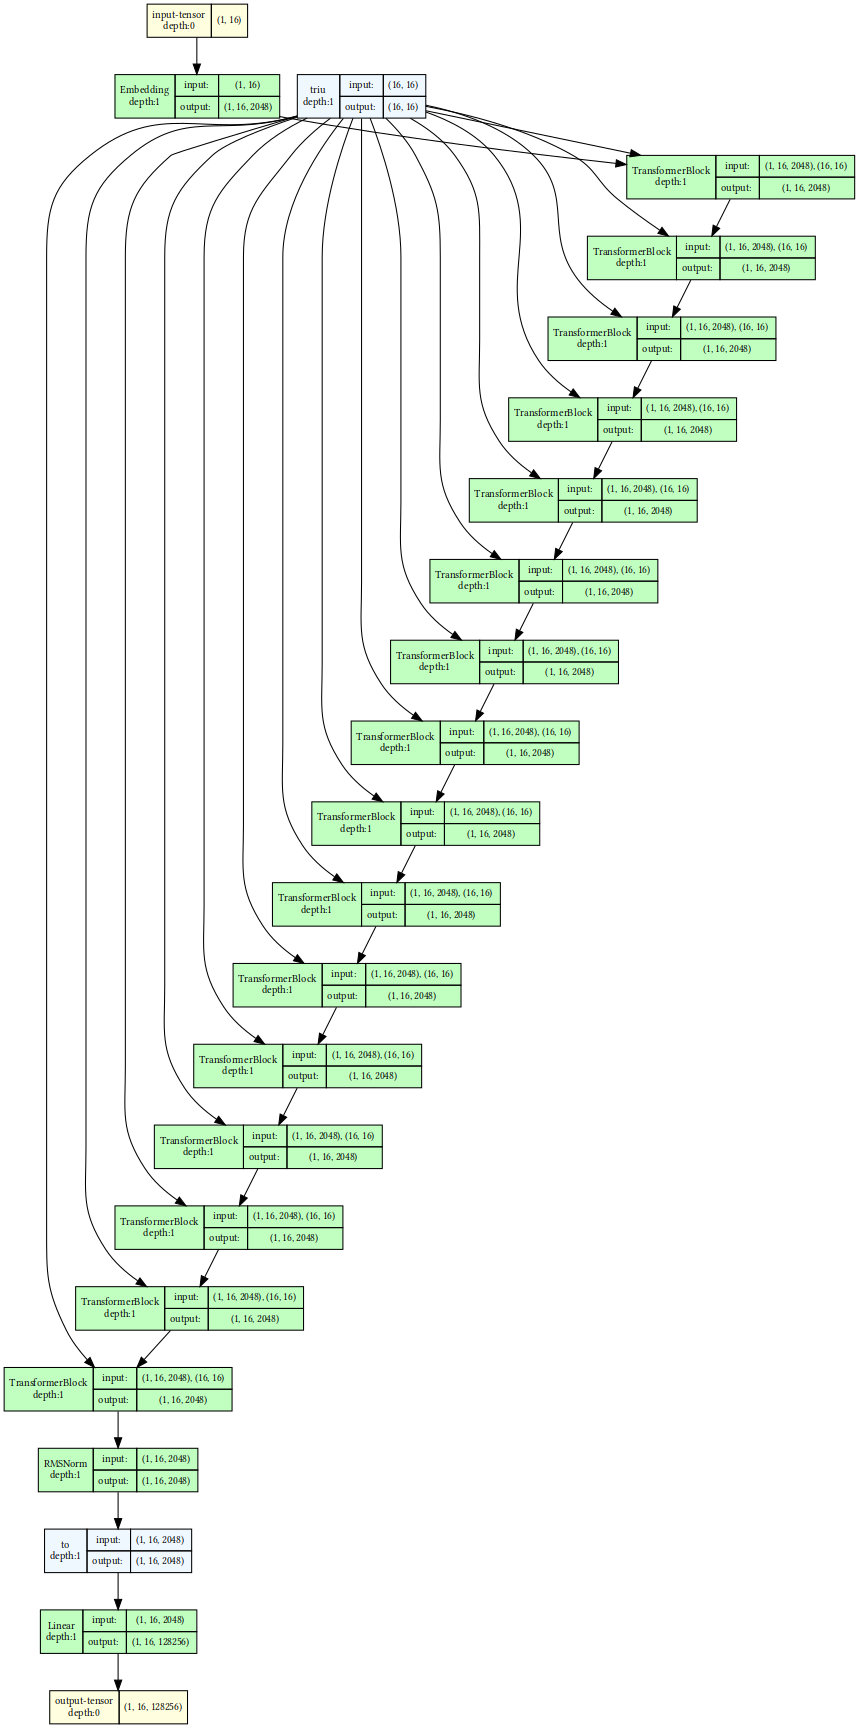 input-tensor
depth:0
(1, 16)
Embedding
depth:1
input:
(1, 16)
output:
(1, 16, 2048)
triu
depth:1
input:
(16, 16)
output:
(16, 16)
TransformerBlock
depth:1
input:
(1, 16, 2048), (16, 16)
output:
(1, 16, 2048)
TransformerBlock
depth:1
input:
(1, 16, 2048), (16, 16)
output:
(1, 16, 2048)
TransformerBlock
depth:1
input:
(1, 16, 2048), (16, 16)
output:
(1, 16, 2048)
TransformerBlock
depth:1
input:
(1, 16, 2048), (16, 16)
output:
(1, 16, 2048)
TransformerBlock
depth:1
input:
(1, 16, 2048), (16, 16)
output:
(1, 16, 2048)
TransformerBlock
depth:1
input:
(1, 16, 2048), (16, 16)
output:
(1, 16, 2048)
TransformerBlock
depth:1
input:
(1, 16, 2048), (16, 16)
output:
(1, 16, 2048)
TransformerBlock
depth:1
input:
(1, 16, 2048), (16, 16)
output:
(1, 16, 2048)
TransformerBlock
depth:1
input:
(1, 16, 2048), (16, 16)
output:
(1, 16, 2048)
TransformerBlock
depth:1
input:
(1, 16, 2048), (16, 16)
output:
(1, 16, 2048)
TransformerBlock
depth:1
input:
(1, 16, 2048), (16, 16)
output:
(1, 16, 2048)
TransformerBlock
depth:1
input:
(1, 16, 2048), (16, 16)
output:
(1, 16, 2048)
TransformerBlock
depth:1
input:
(1, 16, 2048), (16, 16)
output:
(1, 16, 2048)
TransformerBlock
depth:1
input:
(1, 16, 2048), (16, 16)
output:
(1, 16, 2048)
TransformerBlock
depth:1
input:
(1, 16, 2048), (16, 16)
output:
(1, 16, 2048)
TransformerBlock
depth:1
input:
(1, 16, 2048), (16, 16)
output:
(1, 16, 2048)
RMSNorm
depth:1
input:
(1, 16, 2048)
output:
(1, 16, 2048)
to
depth:1
input:
(1, 16, 2048)
output:
(1, 16, 2048)
Linear
depth:1
input:
(1, 16, 2048)
output:
(1, 16, 128256)
output-tensor
depth:0
(1, 16, 128256)